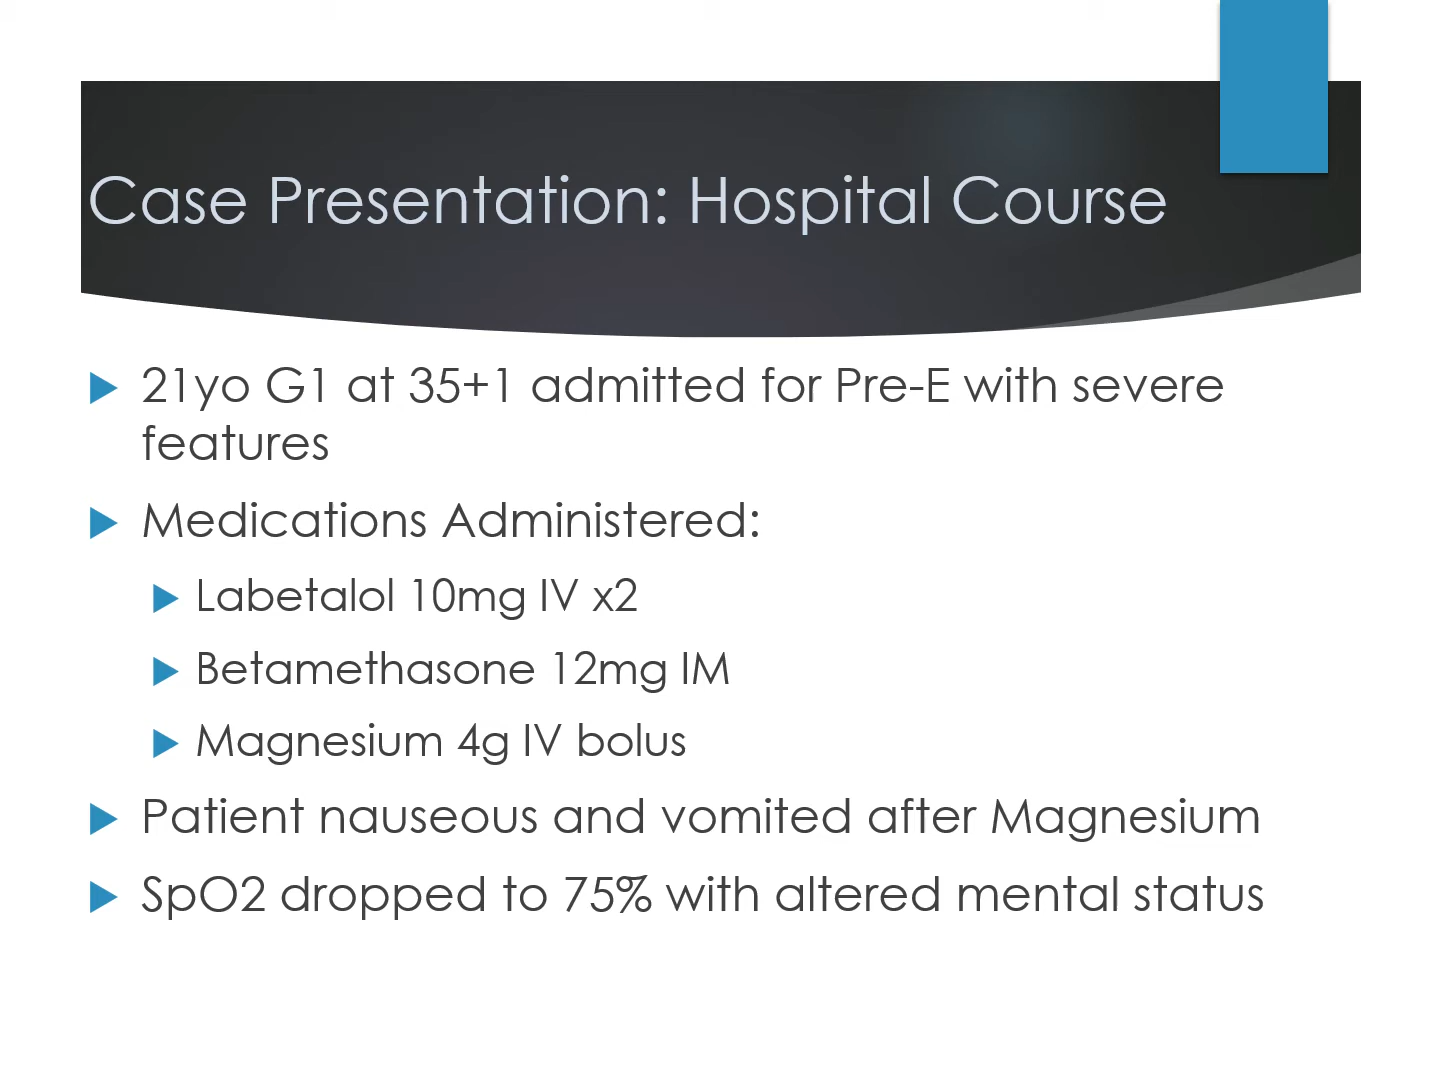 Case Presentation: Hospital Course
21yo G1 at 35+1 admitted for Pre-E with severe
features
Medications Administered:
Labetalol 10mg IV x2
Betamethasone 12mg IM
Magnesium 4g IV bolus
Patient nauseous and vomited after Magnesium
SpO2 dropped to 75% with altered mental status